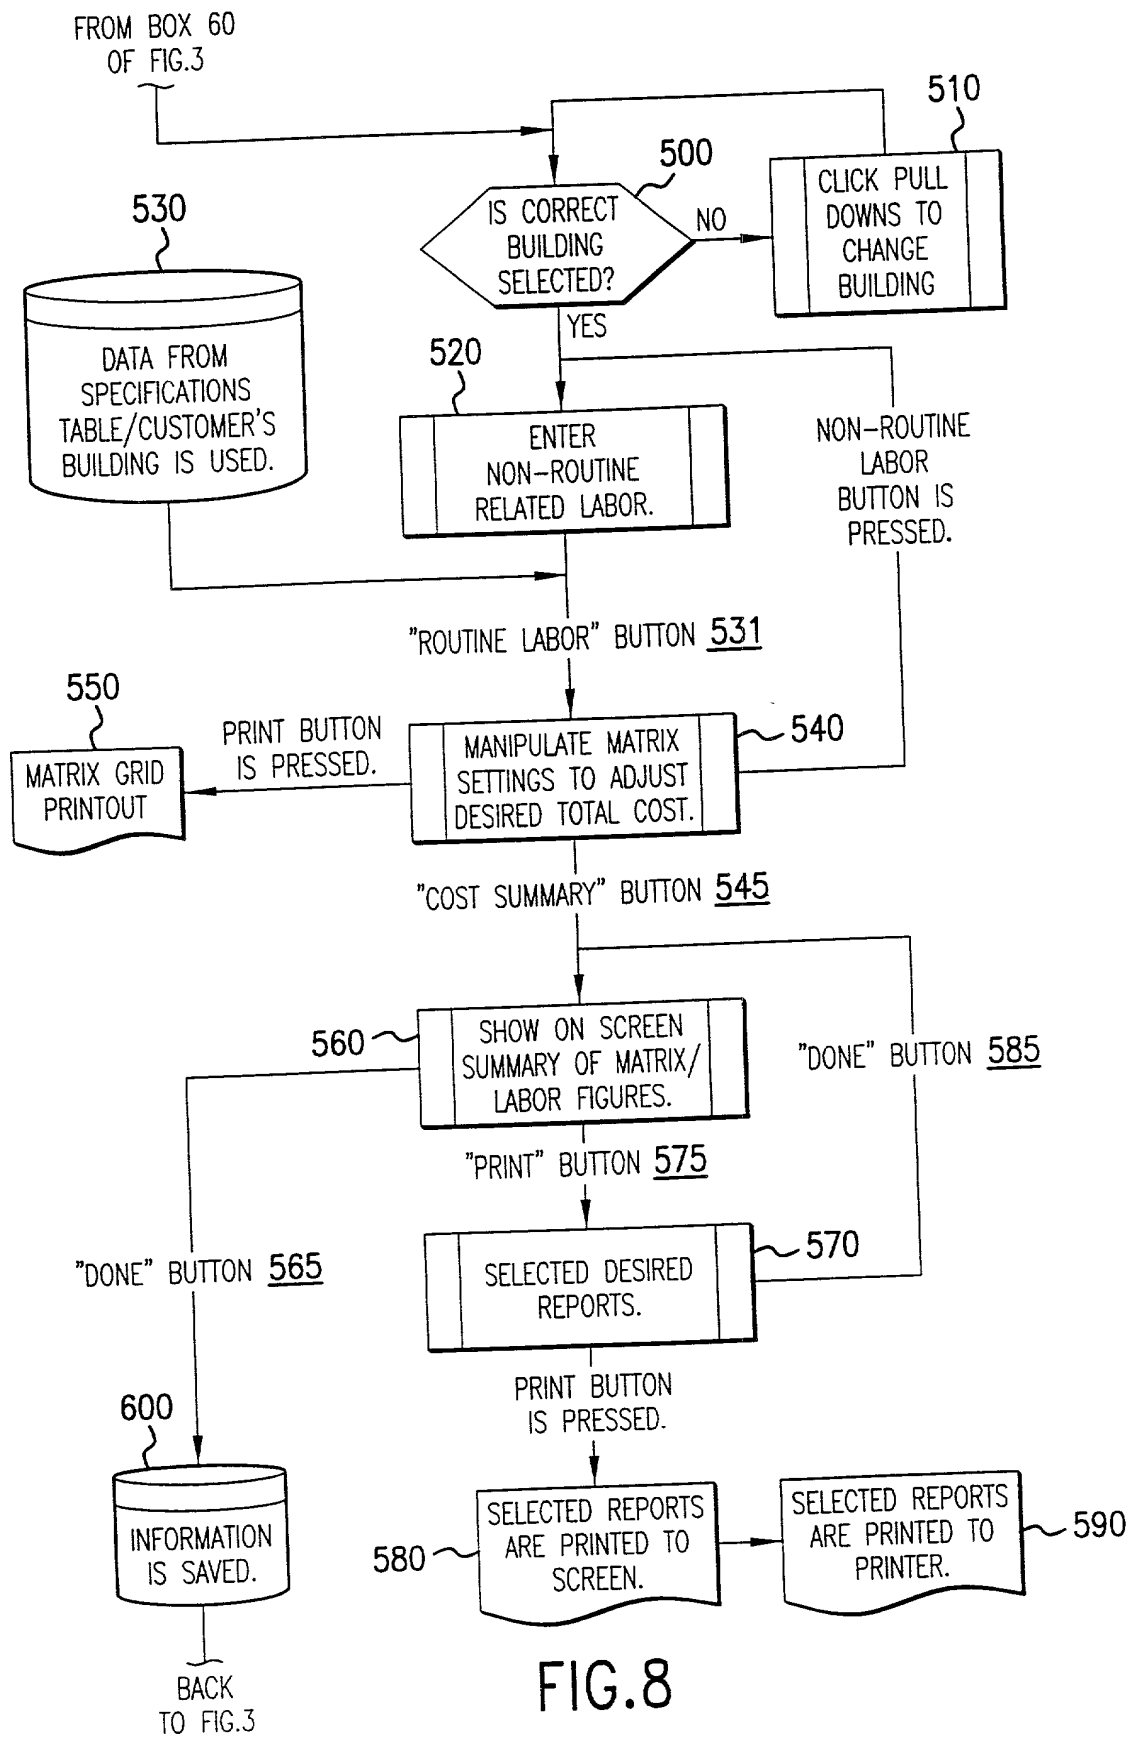 FROM BOX 60
OF FIG.3
510
500
CLICK PULL
DOWNS TO
CHANGE
BUILDING
530
IS CORRECT
BUILDING
SELECTED?
NO
YES
520
DATA FROM
SPECIFICATIONS
TABLE/CUSTOMER'S
BUILDING IS USED.
ENTER
NON-ROUTINE
RELATED LABOR.
NON-ROUTINE
LABOR
BUTTON IS
PRESSED.
"ROUTINE LABOR" BUTTON 531
550
PRINT BUTTON
IS PRESSED.
MATRIX GRID
PRINTOUT
MANIPULATE MATRIX
SETTINGS TO ADJUST
DESIRED TOTAL COST.
540
"COST SUMMARY" BUTTON 545
560
SHOW ON SCREEN
SUMMARY OF MATRIX/
LABOR FIGURES.
"DONE" BUTTON 585
"PRINT" BUTTON 575
"DONE" BUTTON 565
SELECTED DESIRED
REPORTS.
570
PRINT BUTTON
IS PRESSED.
600
INFORMATION
IS SAVED.
580
SELECTED REPORTS
ARE PRINTED TO
SCREEN.
SELECTED REPORTS
ARE PRINTED TO
PRINTER.
590
BACK
TO FIG.3
FIG.8